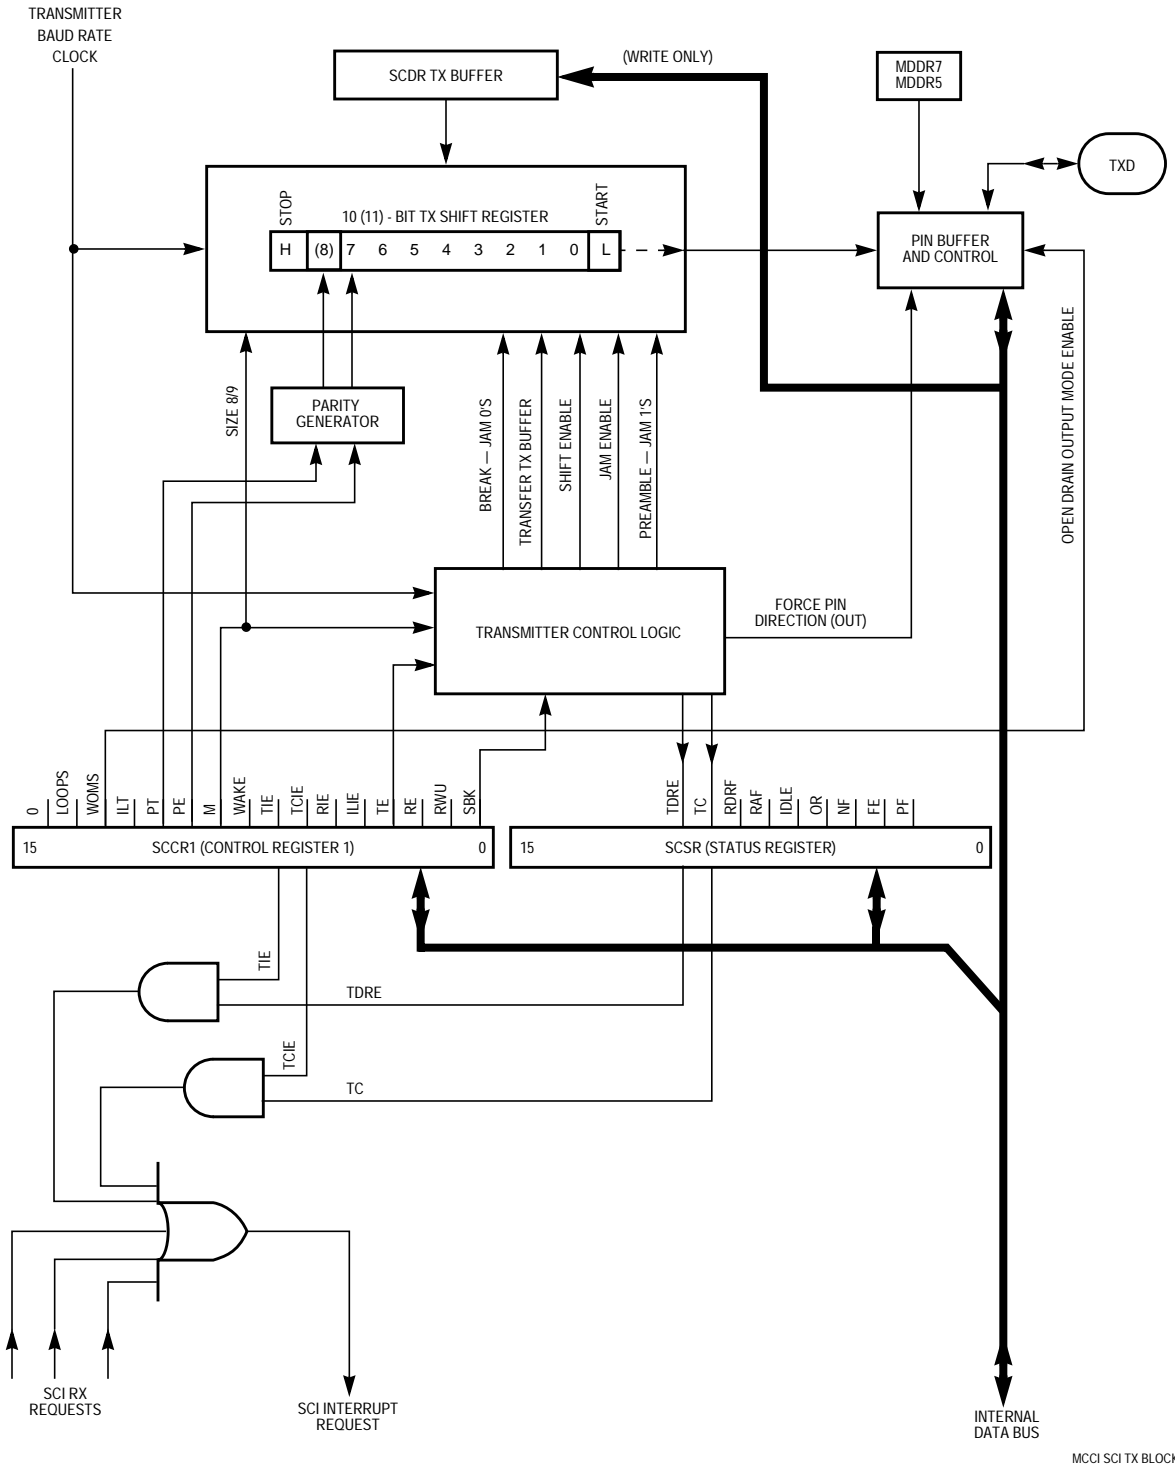 TRANSMITTER
BAUD RATE
CLOCK
SCDR TX BUFFER
(WRITE ONLY)
MDDR7
MDDR5
TXD
STOP
10 (11) - BIT TX SHIFT REGISTER
START
H (8) 7 6 5 4 3 2 1 0 L
PIN BUFFER
AND CONTROL
OPEN DRAIN OUTPUT MODE ENABLE
SIZE 8/9
PARITY
GENERATOR
BREAK — JAM 0'S
TRANSFER TX BUFFER
SHIFT ENABLE
JAM ENABLE
PREAMBLE — JAM 1'S
TRANSMITTER CONTROL LOGIC
FORCE PIN
DIRECTION (OUT)
0
LOOPS
WOMS
ILT
PT
PE
M
WAKE
TIE
TCIE
RIE
ILIE
TE
RE
RWU
SBK
TDRE
TC
RDRF
RAF
IDLE
OR
NF
FE
PF
15 SCCR1 (CONTROL REGISTER 1) 0
15 SCSR (STATUS REGISTER) 0
TIE
TDRE
TCIE
TC
SCI RX
REQUESTS
SCI INTERRUPT
REQUEST
INTERNAL
DATA BUS
MCCI SCI TX BLOCK